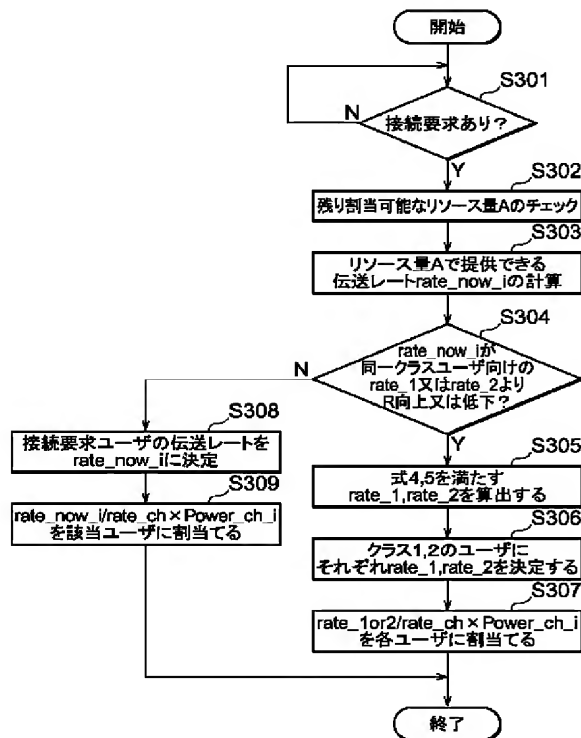 開始
S301
接続要求あり?
N
Y
S302
残り割当可能なリソース量Aのチェック
S303
リソース量Aで提供できる
伝送レートrate_now_iの計算
S304
rate_now_iが
同一クラスユーザ向けの
rate_1又はrate_2より
R向上又は低下?
N
Y
S308
接続要求ユーザの伝送レートを
rate_now_iに決定
S309
rate_now_i/rate_ch×Power_ch_i
を該当ユーザに割当てる
S305
式4,5を満たす
rate_1,rate_2を算出する
S306
クラス1,2のユーザに
それぞれrate_1,rate_2を決定する
S307
rate_1or2/rate_ch×Power_ch_i
を各ユーザに割当てる
終了